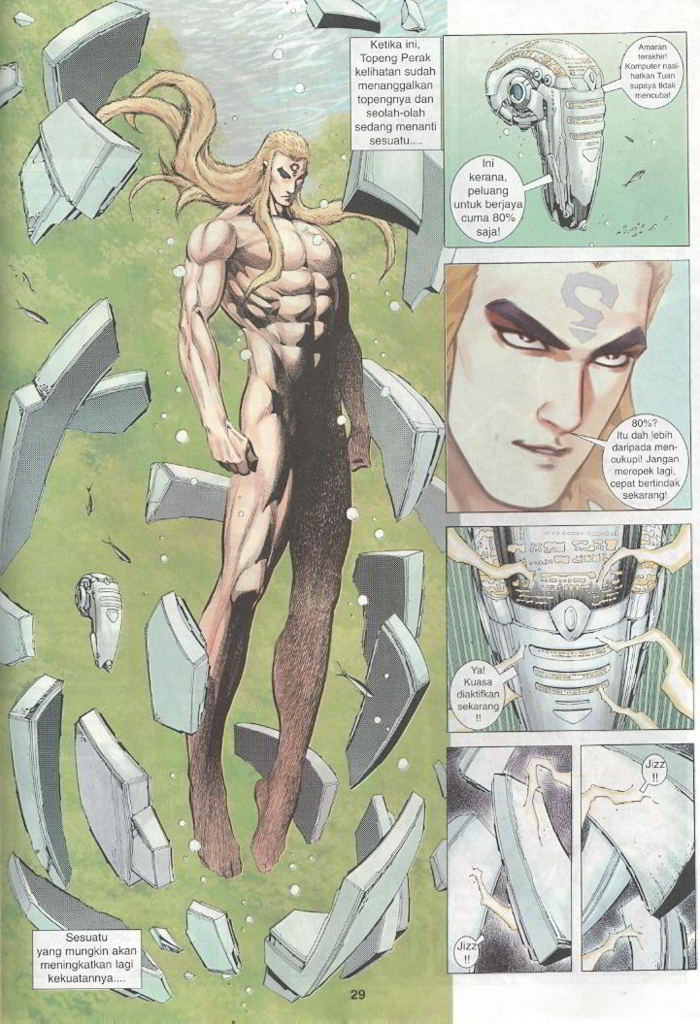 Ketika ini,
Topeng Perak
kelihatan sudah
menanggalkan
topengnya dan
seolah-olah
sedang menanti
sesuatu....
Amaran
terakhir!
Komputer nasi-
hatkan Tuan
supaya tidak
mencuba!
Ini
kerana,
peluang
untuk berjaya
cuma 80%
saja!
80%?
Itu dah lebih
daripada men-
cukupi! Jangan
merepek lagi,
cepat bertindak
sekarang!
Ya!
Kuasa
diaktifkan
sekarang
!!
Jizz
!!
Jizz
!!
Sesuatu
yang mungkin akan
meningkatkan lagi
kekuatannya....
29